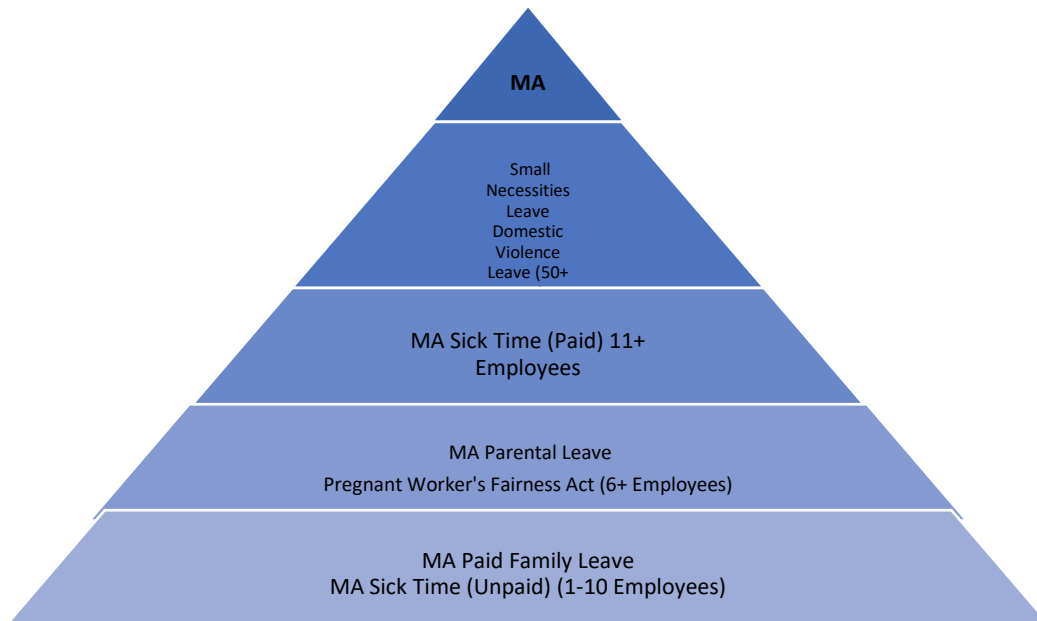 MA
Small
Necessities
Leave
Domestic
Violence
Leave (50+
MA Sick Time (Paid) 11+
Employees
MA Parental Leave
Pregnant Worker's Fairness Act (6+ Employees)
MA Paid Family Leave
MA Sick Time (Unpaid) (1-10 Employees)